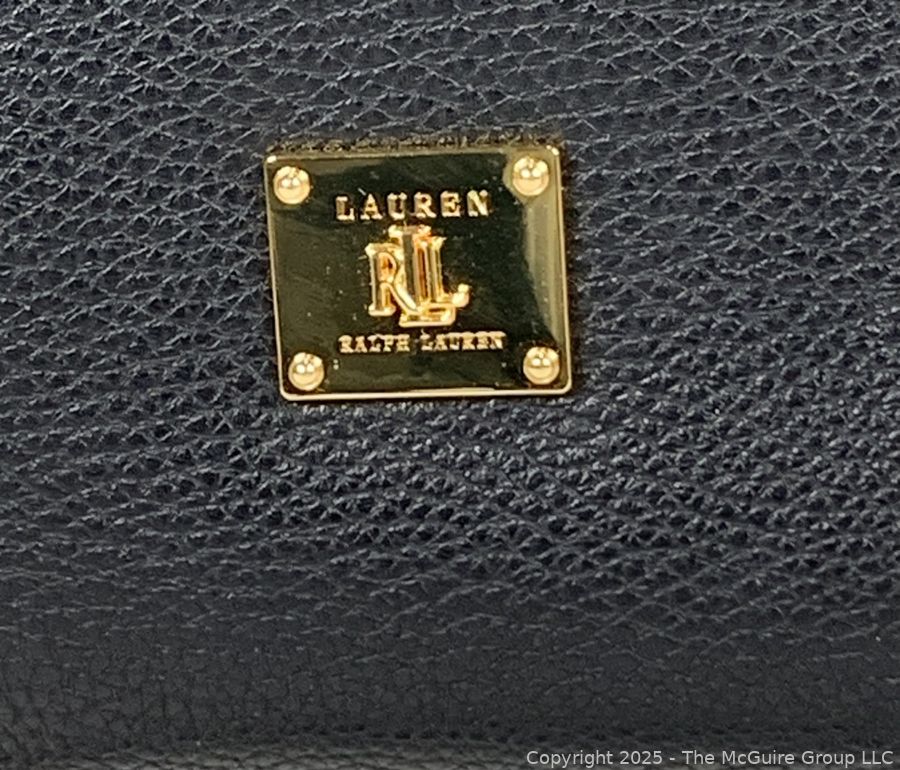 LAUREN
RLL
RALPH LAUREN
Copyright 2025 - The McGuire Group LLC